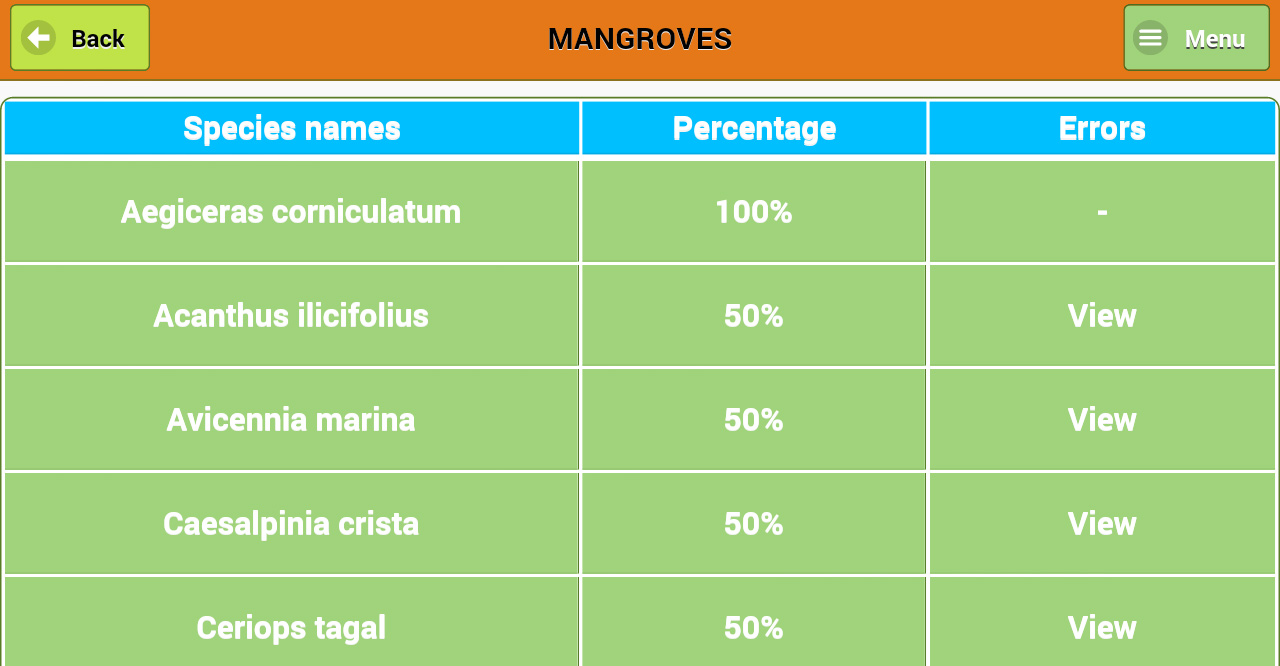 Back
MANGROVES
Menu
Species names Percentage Errors
Aegiceras corniculatum 100% -
Acanthus ilicifolius 50% View
Avicennia marina 50% View
Caesalpinia crista 50% View
Ceriops tagal 50% View